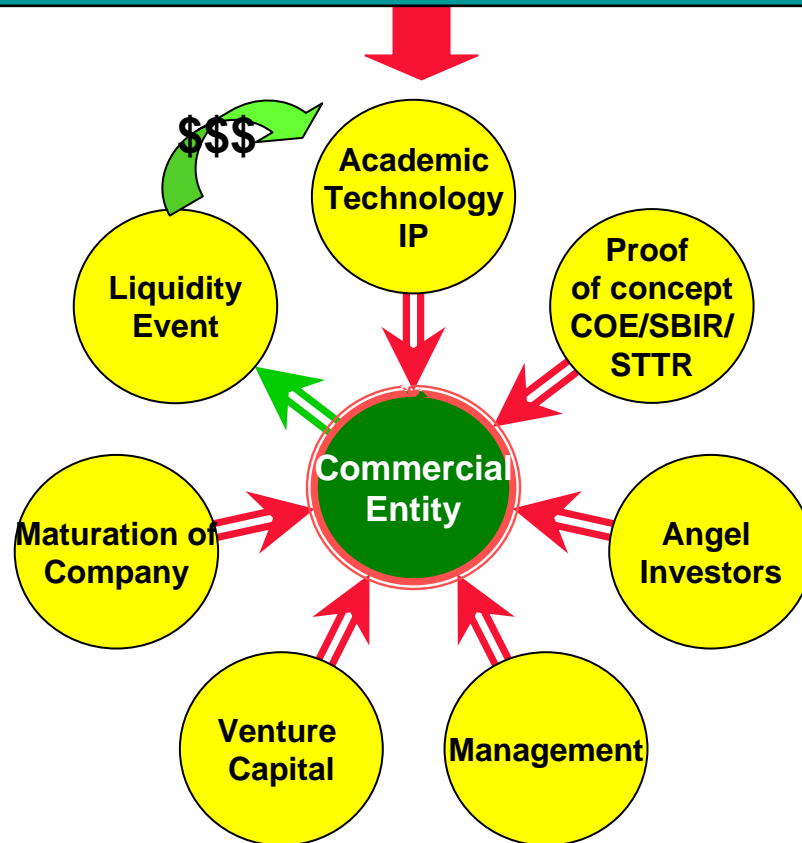 $$$
Academic
Technology
IP
Proof
of concept
COE/SBIR/
STTR
Liquidity
Event
Commercial
Entity
Maturation of
Company
Angel
Investors
Venture
Capital
Management